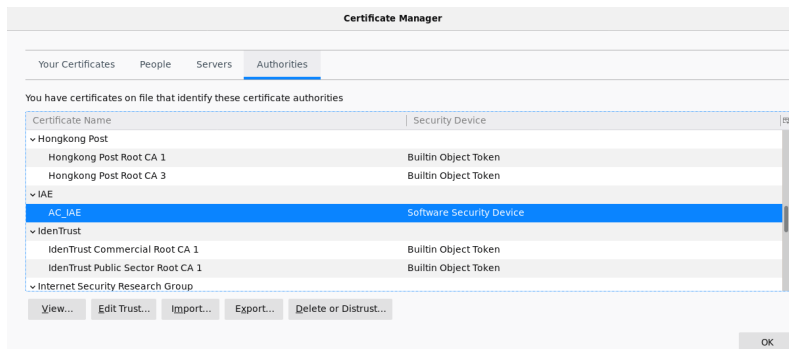 Certificate Manager
Your Certificates People Servers Authorities
You have certificates on file that identify these certificate authorities
Certificate Name Security Device
Hongkong Post
Hongkong Post Root CA 1 Builtin Object Token
Hongkong Post Root CA 3 Builtin Object Token
IAE
AC_IAE Software Security Device
IdenTrust
IdenTrust Commercial Root CA 1 Builtin Object Token
IdenTrust Public Sector Root CA 1 Builtin Object Token
Internet Security Research Group
View... Edit Trust... Import... Export... Delete or Distrust...
OK